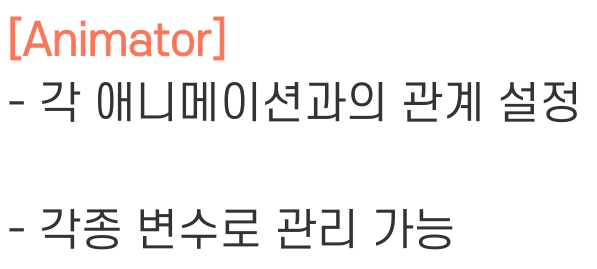 [Animator]
- 각 애니메이션과의 관계 설정
- 각종 변수로 관리 가능